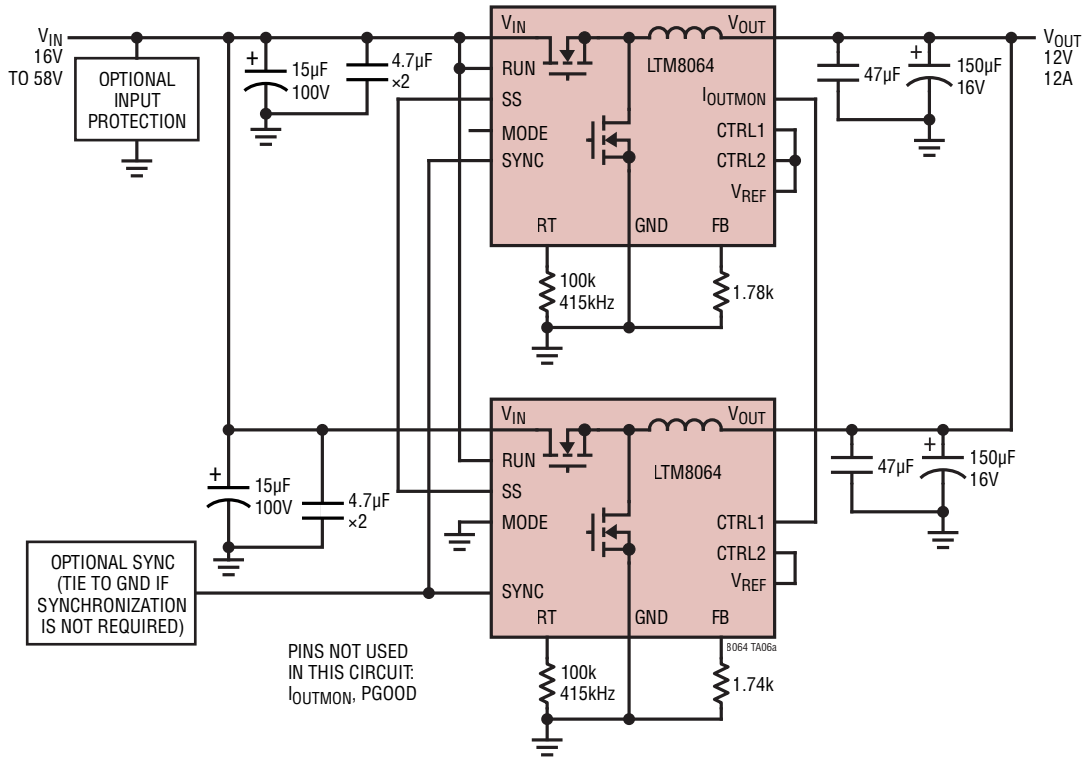 VIN
16V
TO 58V
OPTIONAL
INPUT
PROTECTION
+
15µF
100V
4.7µF
×2
VIN
RUN
SS
MODE
SYNC
RT
GND
FB
VOUT
LTM8064
IOUTMON
CTRL1
CTRL2
VREF
100k
415kHz
1.78k
47µF
+
150µF
16V
VOUT
12V
12A
+
15µF
100V
4.7µF
×2
VIN
RUN
SS
MODE
SYNC
RT
GND
FB
VOUT
LTM8064
CTRL1
CTRL2
VREF
8064 TA06a
100k
415kHz
1.74k
47µF
+
150µF
16V
OPTIONAL SYNC
(TIE TO GND IF
SYNCHRONIZATION
IS NOT REQUIRED)
PINS NOT USED
IN THIS CIRCUIT:
IOUTMON, PGOOD